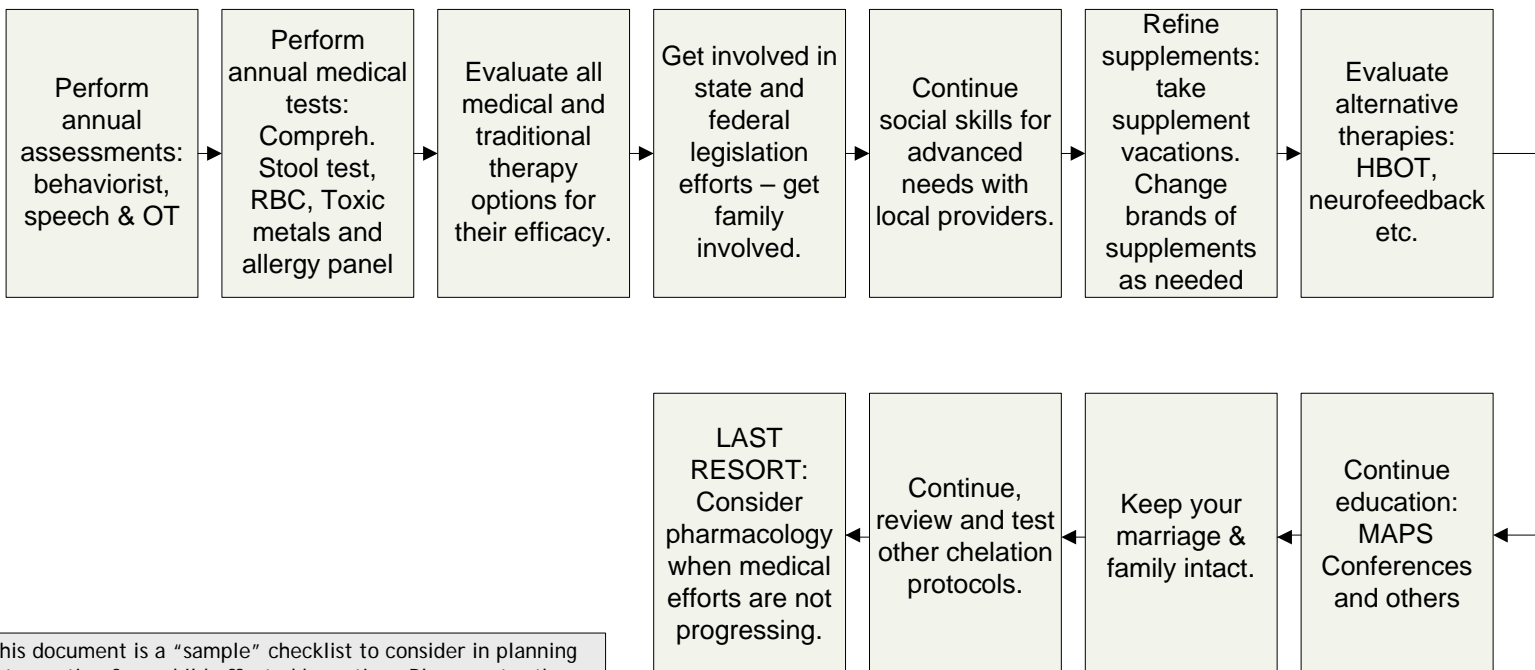 Perform
annual
assessments:
behaviorist,
speech & OT
Perform
annual medical
tests:
Compreh.
Stool test,
RBC, Toxic
metals and
allergy panel
Evaluate all
medical and
traditional
therapy
options for
their efficacy.
Get involved in
state and
federal
legislation
efforts – get
family
involved.
Continue
social skills for
advanced
needs with
local providers.
Refine
supplements:
take
supplement
vacations.
Change
brands of
supplements
as needed
Evaluate
alternative
therapies:
HBOT,
neurofeedback
etc.
Continue
education:
MAPS
Conferences
and others
Keep your
marriage &
family intact.
Continue,
review and test
other chelation
protocols.
LAST
RESORT:
Consider
pharmacology
when medical
efforts are not
progressing.
his document is a “sample” checklist to consider in planning